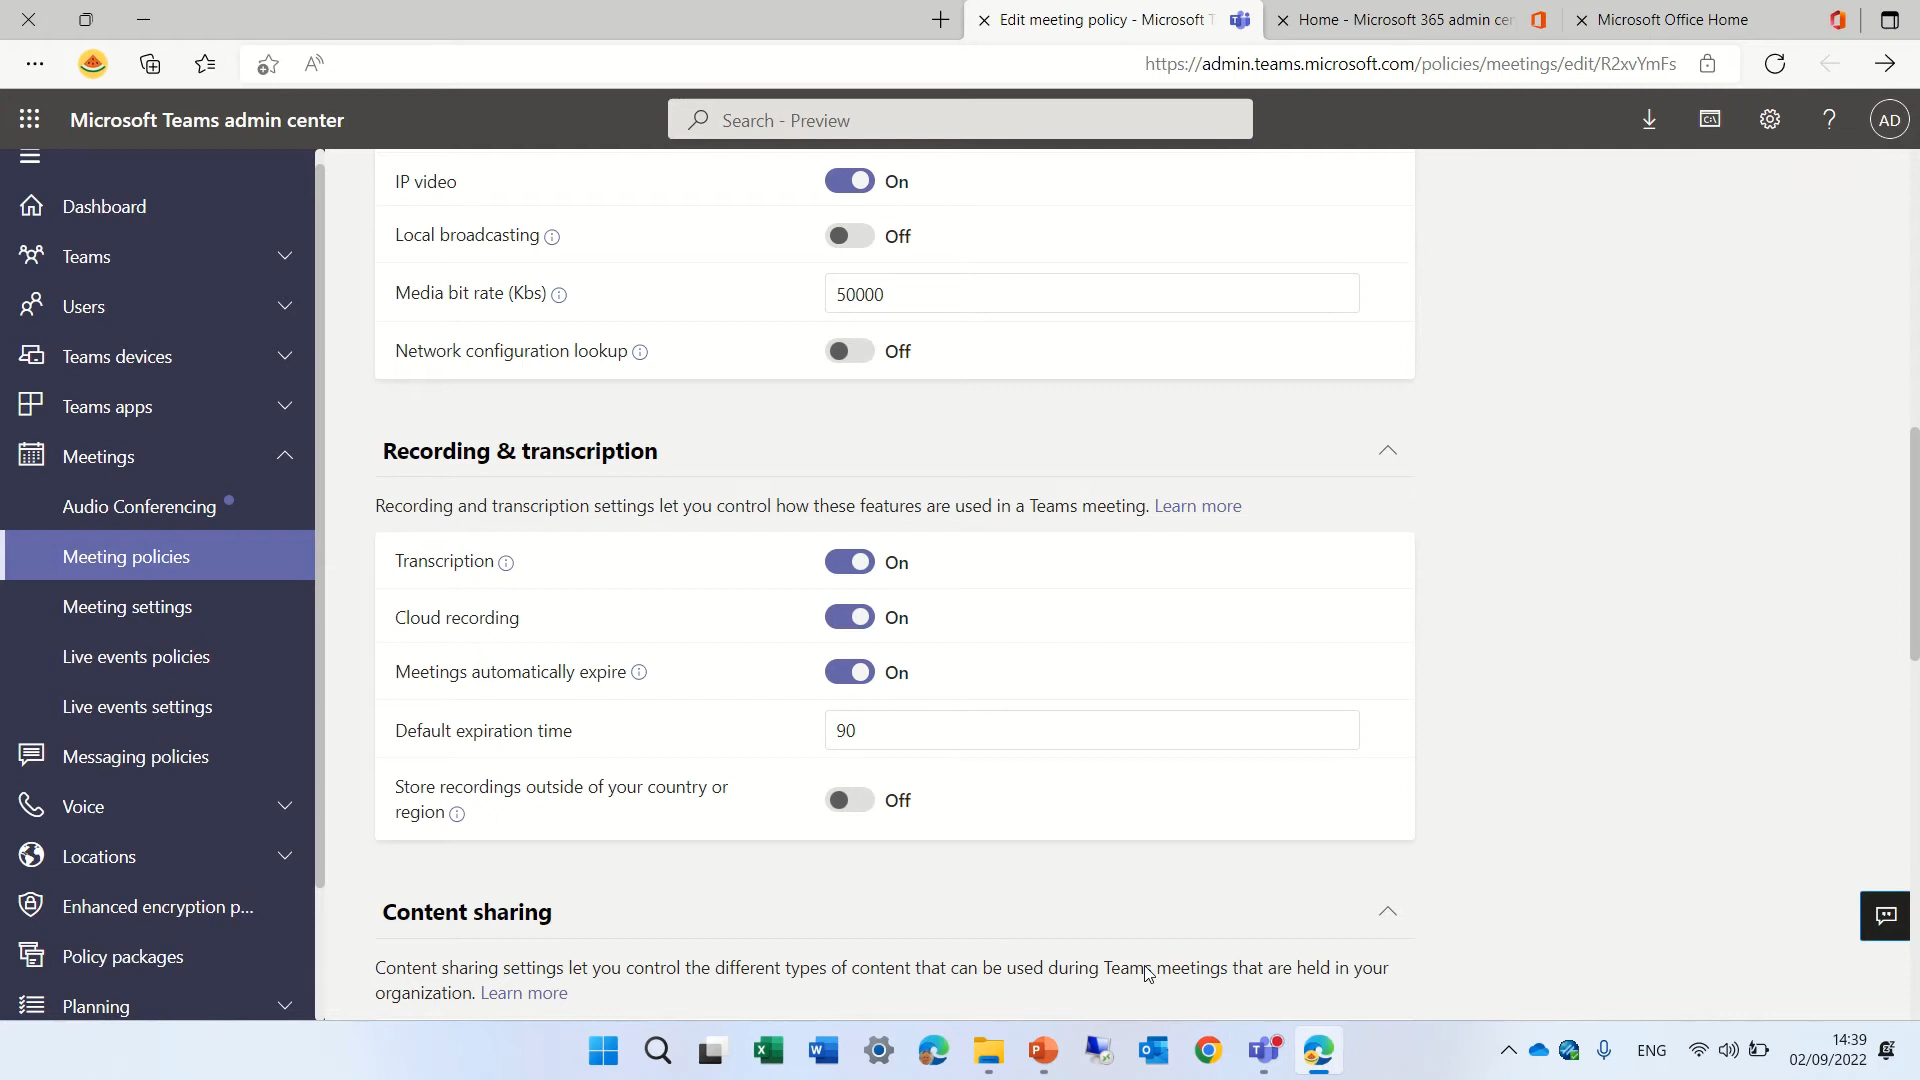 Edit meeting policy - Microsoft T
Home - Microsoft 365 admin cen
Microsoft Office Home
https://admin.teams.microsoft.com/policies/meetings/edit/R2xvYmFs
Microsoft Teams admin center
Search - Preview
AD
Dashboard
Teams
Users
Teams devices
Teams apps
Meetings
Audio Conferencing
Meeting policies
Meeting settings
Live events policies
Live events settings
Messaging policies
Voice
Locations
Enhanced encryption p...
Policy packages
Planning
IP video On
Local broadcasting Off
Media bit rate (Kbs) 50000
Network configuration lookup Off
Recording & transcription
Recording and transcription settings let you control how these features are used in a Teams meeting. Learn more
Transcription On
Cloud recording On
Meetings automatically expire On
Default expiration time 90
Store recordings outside of your country or
region Off
Content sharing
Content sharing settings let you control the different types of content that can be used during Teams meetings that are held in your
organization. Learn more
ENG
14:39
02/09/2022